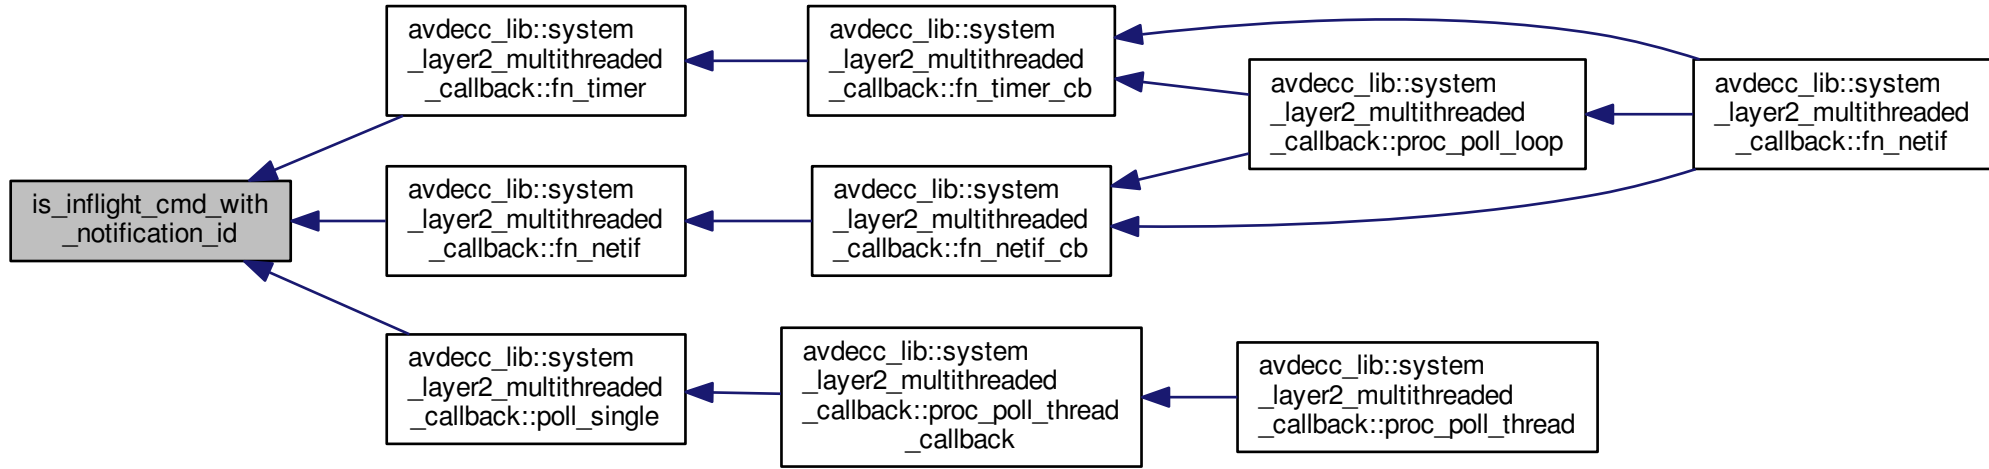 is_inflight_cmd_with
_notification_id
avdecc_lib::system
_layer2_multithreaded
_callback::fn_timer
avdecc_lib::system
_layer2_multithreaded
_callback::fn_timer_cb
avdecc_lib::system
_layer2_multithreaded
_callback::proc_poll_loop
avdecc_lib::system
_layer2_multithreaded
_callback::fn_netif
avdecc_lib::system
_layer2_multithreaded
_callback::fn_netif
avdecc_lib::system
_layer2_multithreaded
_callback::fn_netif_cb
avdecc_lib::system
_layer2_multithreaded
_callback::poll_single
avdecc_lib::system
_layer2_multithreaded
_callback::proc_poll_thread
_callback
avdecc_lib::system
_layer2_multithreaded
_callback::proc_poll_thread